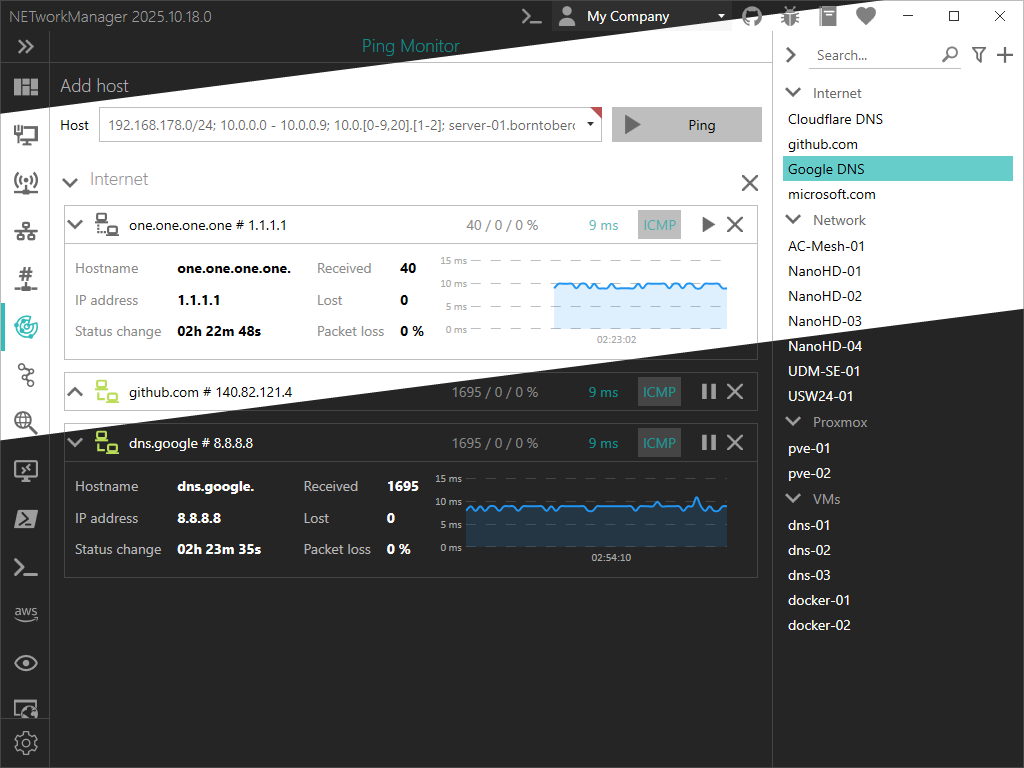 NETworkManager 2025.10.18.0
My Company
Ping Monitor
Add host
Host
192.168.178.0/24; 10.0.0.0 - 10.0.0.9; 10.0.[0-9,20].[1-2]; server-01.borntobero
Ping
Internet
one.one.one.one # 1.1.1.1
40 / 0 / 0 %
9 ms
ICMP
Hostname one.one.one.one. Received 40
IP address 1.1.1.1 Lost 0
Status change 02h 22m 48s Packet loss 0 %
15 ms
10 ms
5 ms
0 ms
02:23:02
github.com # 140.82.121.4
1695 / 0 / 0 %
9 ms
ICMP
dns.google # 8.8.8.8
1695 / 0 / 0 %
9 ms
ICMP
Hostname dns.google. Received 1695
IP address 8.8.8.8 Lost 0
Status change 02h 23m 35s Packet loss 0 %
15 ms
10 ms
5 ms
0 ms
02:54:10
aws
Search...
Internet
Cloudflare DNS
github.com
Google DNS
microsoft.com
Network
AC-Mesh-01
NanoHD-01
NanoHD-02
NanoHD-03
NanoHD-04
UDM-SE-01
USW24-01
Proxmox
pve-01
pve-02
VMs
dns-01
dns-02
dns-03
docker-01
docker-02